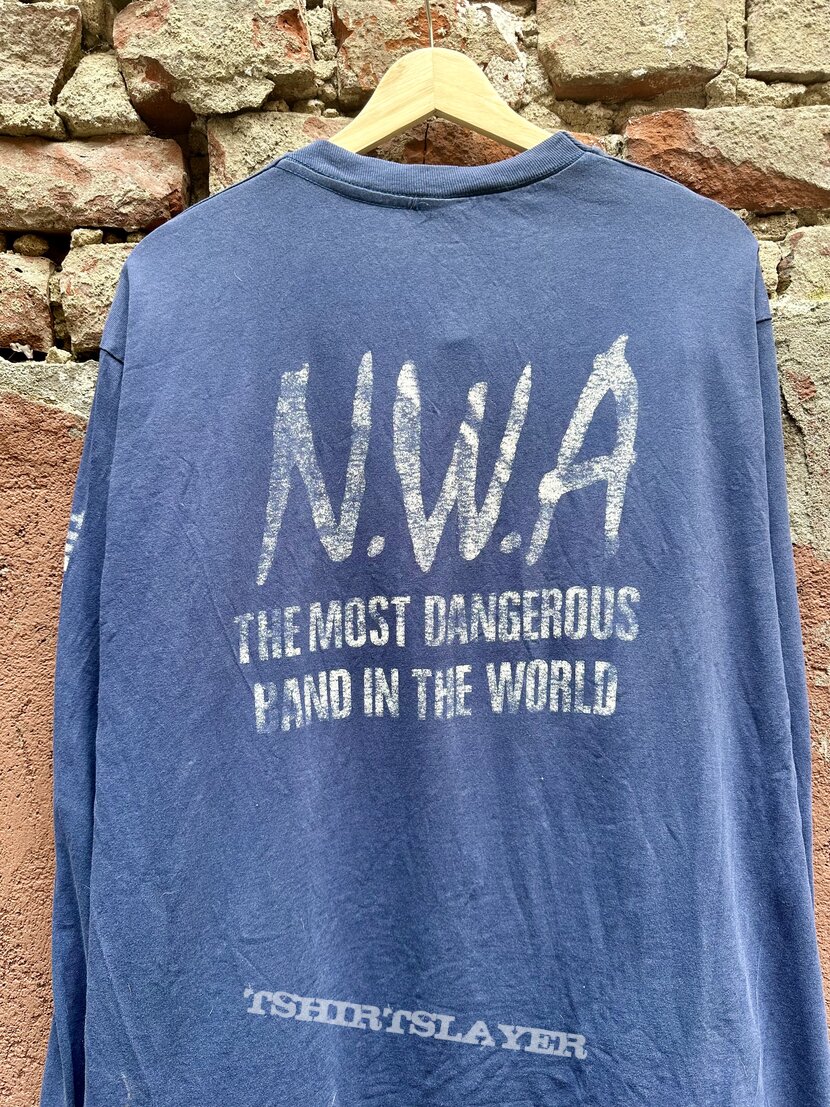 N.W.A
THE MOST DANGEROUS
BAND IN THE WORLD
TSHIRTSLAYER